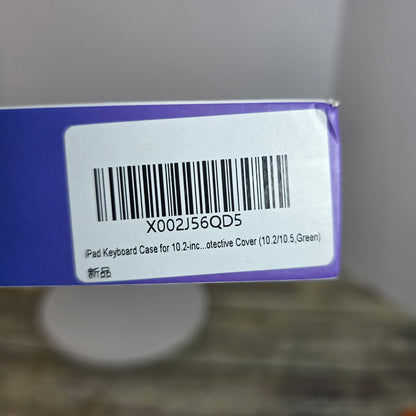 X002J56QD5
iPad Keyboard Case for 10.2-inc...otective Cover (10.2/10.5,Green)
新品